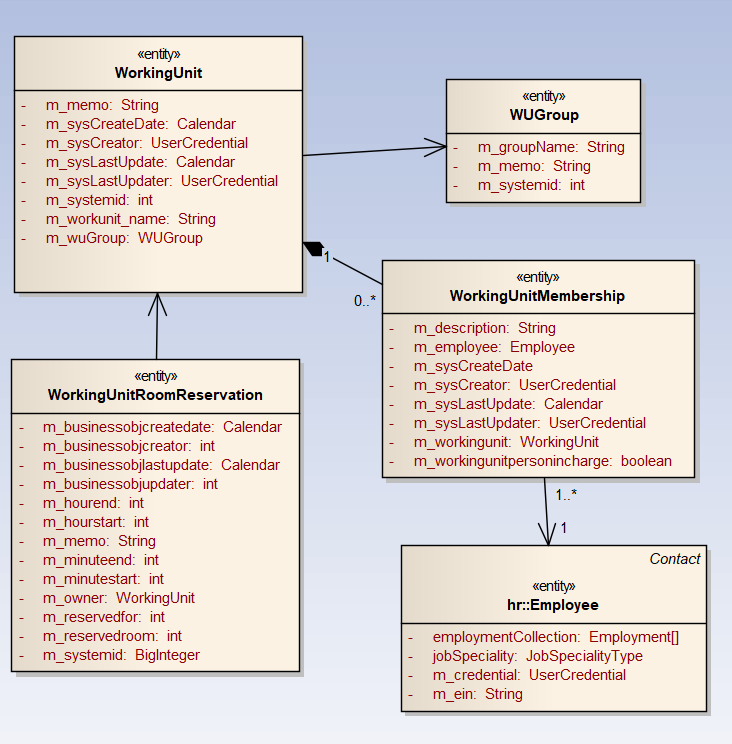 «entity»
WorkingUnit
- m_memo: String
- m_sysCreateDate: Calendar
- m_sysCreator: UserCredential
- m_sysLastUpdate: Calendar
- m_sysLastUpdater: UserCredential
- m_systemid: int
- m_workunit_name: String
- m_wuGroup: WUGroup
«entity»
WUGroup
- m_groupName: String
- m_memo: String
- m_systemid: int
1
0..*
«entity»
WorkingUnitMembership
- m_description: String
- m_employee: Employee
- m_sysCreateDate
- m_sysCreator: UserCredential
- m_sysLastUpdate: Calendar
- m_sysLastUpdater: UserCredential
- m_workingunit: WorkingUnit
- m_workingunitpersonincharge: boolean
«entity»
WorkingUnitRoomReservation
- m_businessobjcreatedate: Calendar
- m_businessobjcreator: int
- m_businessobjlastupdate: Calendar
- m_businessobjupdater: int
- m_hourend: int
- m_hourstart: int
- m_memo: String
- m_minuteend: int
- m_minutestart: int
- m_owner: WorkingUnit
- m_reservedfor: int
- m_reservedroom: int
- m_systemid: BigInteger
1..*
1
Contact
«entity»
hr::Employee
- employmentCollection: Employment[]
- jobSpeciality: JobSpecialityType
- m_credential: UserCredential
- m_ein: String